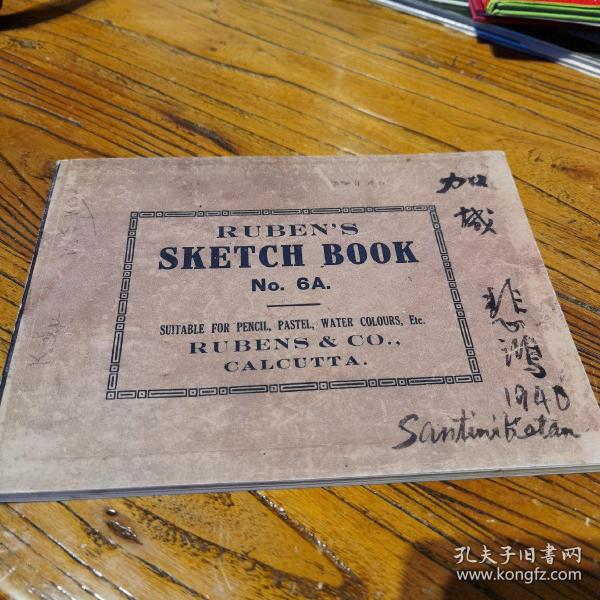 RUBEN'S
SKETCH BOOK
No. 6A.
SUITABLE FOR PENCIL, PASTEL, WATER COLOURS, Etc.
RUBENS & CO.,
CALCUTTA.
加
城
悲鸿
1940
Santiniketan
孔夫子旧书网
www.kongfz.com